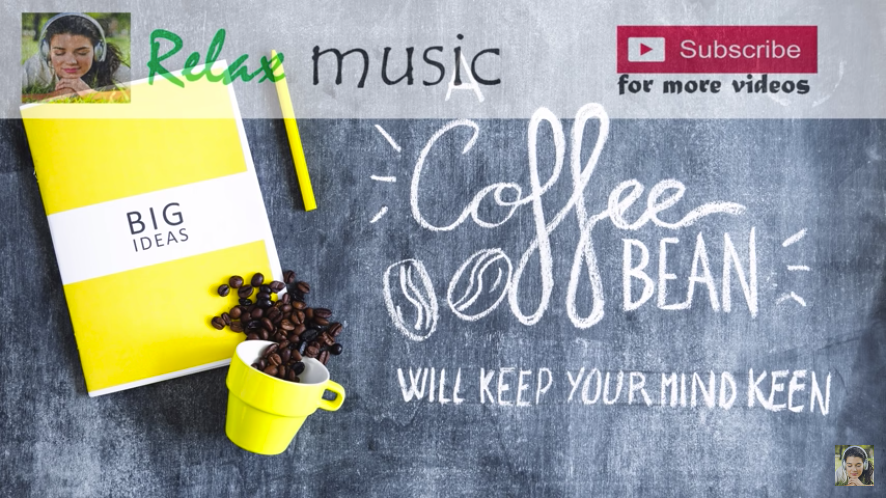 Relax music
Subscribe
for more videos
A
Coffee
BEAN
WILL KEEP YOUR MIND KEEN
BIG
IDEAS